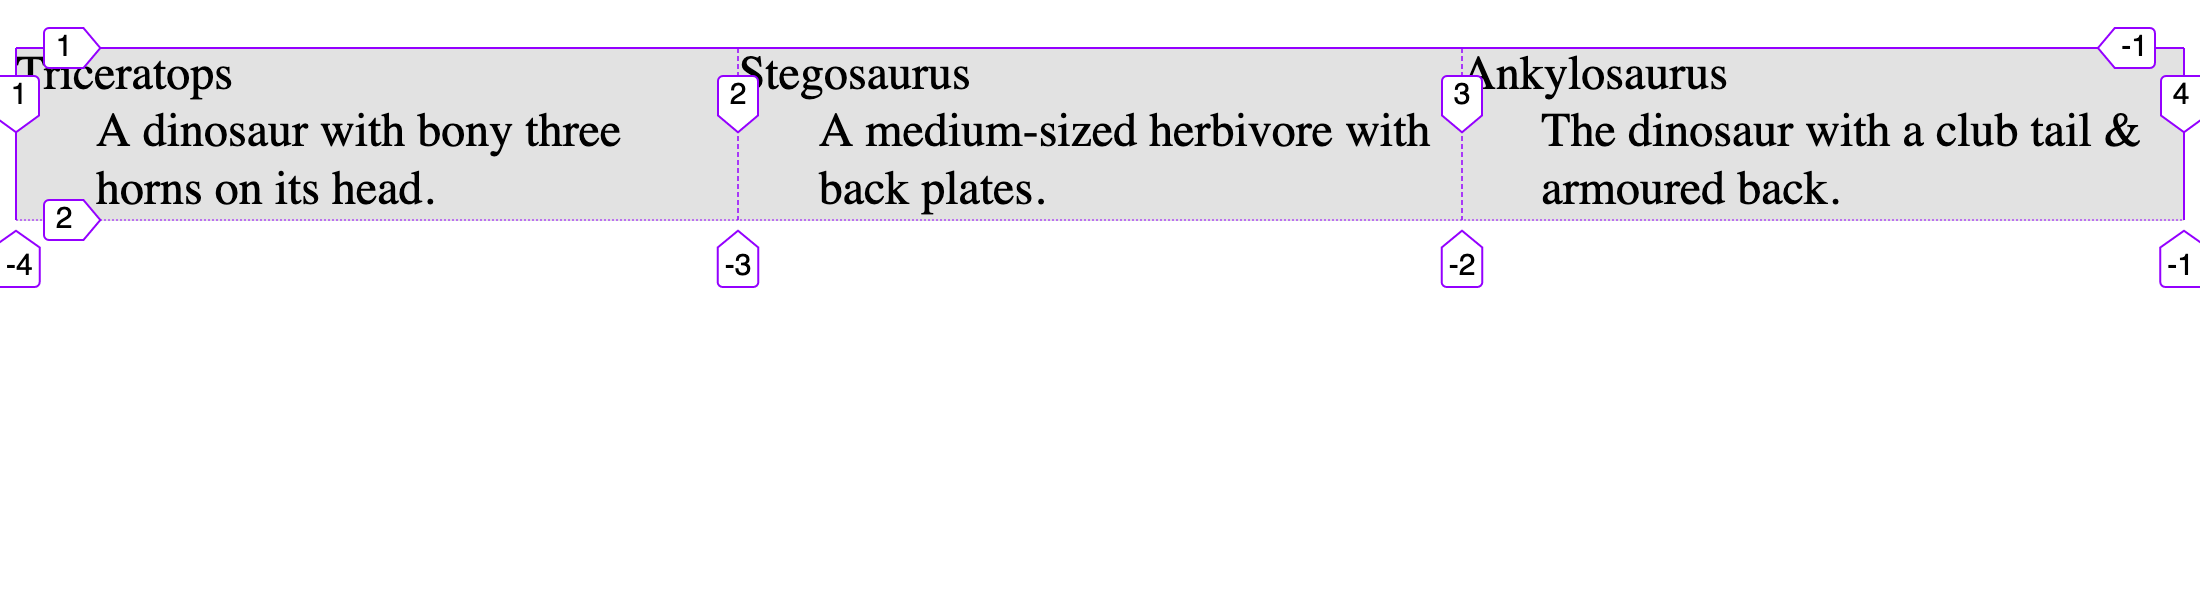 1
-1
Triceratops
Stegosaurus
Ankylosaurus
1
2
3
4
A dinosaur with bony three
horns on its head.
A medium-sized herbivore with
back plates.
The dinosaur with a club tail &
armoured back.
2
-4
-3
-2
-1